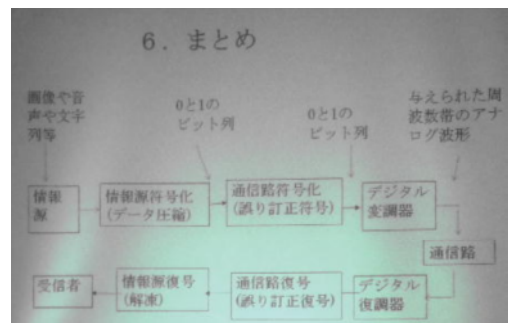 6. まとめ
画像や音
声や文字
列等
0と1の
ビット列
0と1の
ビット列
与えられた周
波数帯のアナ
ログ波形
情報
源
情報源符号化
(データ圧縮)
通信路符号化
(誤り訂正符号)
デジタル
変調器
通信路
受信者
情報源復号
(解凍)
通信路復号
(誤り訂正復号)
デジタル
復調器